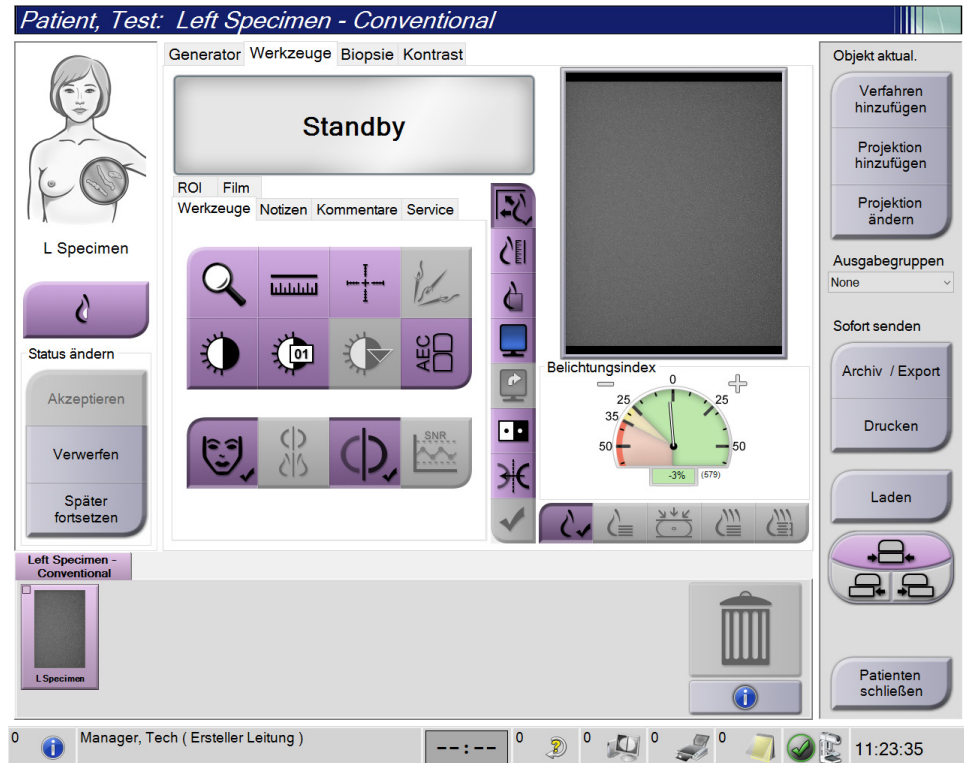 Patient, Test:  Left Specimen - Conventional
Generator Werkzeuge Biopsie Kontrast
Standby
ROI Film
Werkzeuge Notizen Kommentare Service
L Specimen
Status ändern
Akzeptieren
Verwerfen
Später
fortsetzen
01
AEC
SNR
Belichtungsindex
0
25 25
35
50 50
-3% (579)
Objekt aktual.
Verfahren
hinzufügen
Projektion
hinzufügen
Projektion
ändern
Ausgabegruppen
None
Sofort senden
Archiv / Export
Drucken
Laden
Patienten
schließen
Left Specimen -
Conventional
L Specimen
0 Manager, Tech ( Ersteller Leitung ) --:-- 0 0 0 0 11:23:35